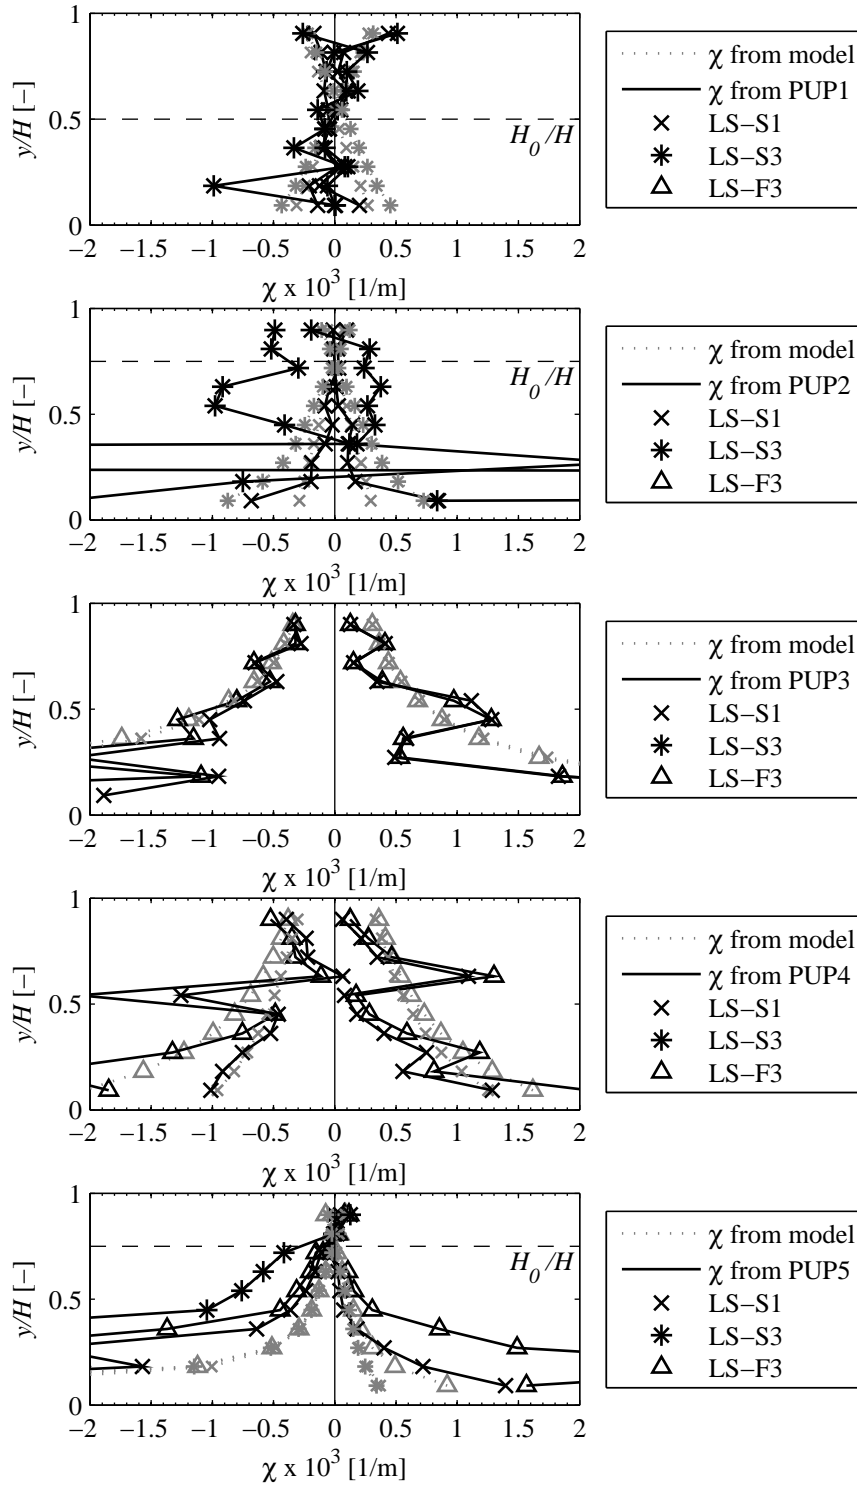 1
0.5
0
y/H [−]
H0/H
−2 −1.5 −1 −0.5 0 0.5 1 1.5 2
χ x 10^3 [1/m]
χ from model
χ from PUP1
LS−S1
LS−S3
LS−F3
1
0.5
0
y/H [−]
H0/H
−2 −1.5 −1 −0.5 0 0.5 1 1.5 2
χ x 10^3 [1/m]
χ from model
χ from PUP2
LS−S1
LS−S3
LS−F3
1
0.5
0
y/H [−]
−2 −1.5 −1 −0.5 0 0.5 1 1.5 2
χ x 10^3 [1/m]
χ from model
χ from PUP3
LS−S1
LS−S3
LS−F3
1
0.5
0
y/H [−]
−2 −1.5 −1 −0.5 0 0.5 1 1.5 2
χ x 10^3 [1/m]
χ from model
χ from PUP4
LS−S1
LS−S3
LS−F3
1
0.5
0
y/H [−]
H0/H
−2 −1.5 −1 −0.5 0 0.5 1 1.5 2
χ x 10^3 [1/m]
χ from model
χ from PUP5
LS−S1
LS−S3
LS−F3